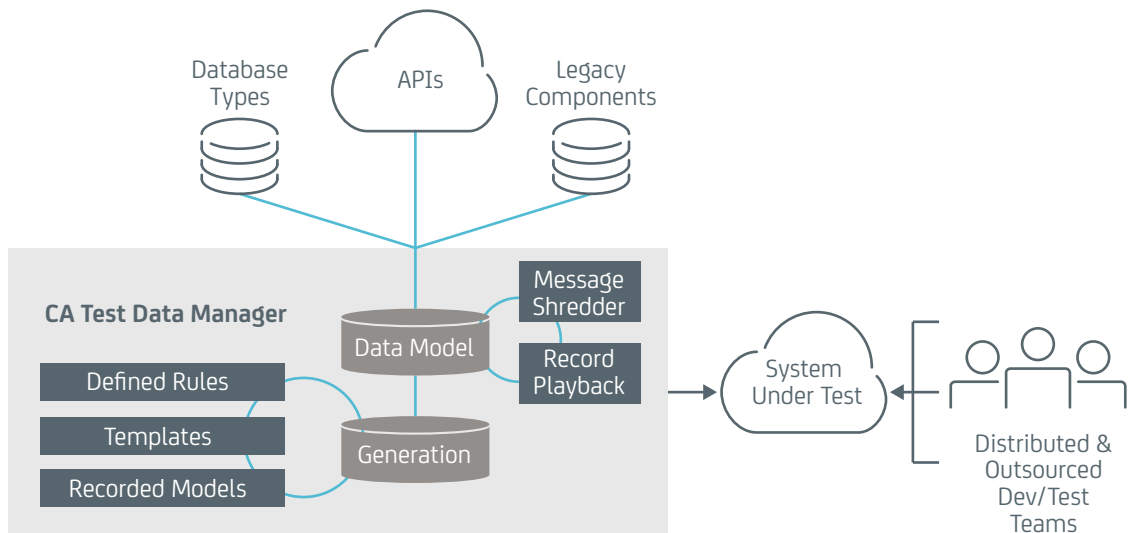 Database
Types
APIs
Legacy
Components
CA Test Data Manager
Message
Shredder
Data Model
Record
Playback
Defined Rules
Templates
Recorded Models
Generation
System
Under Test
Distributed &
Outsourced
Dev/Test
Teams